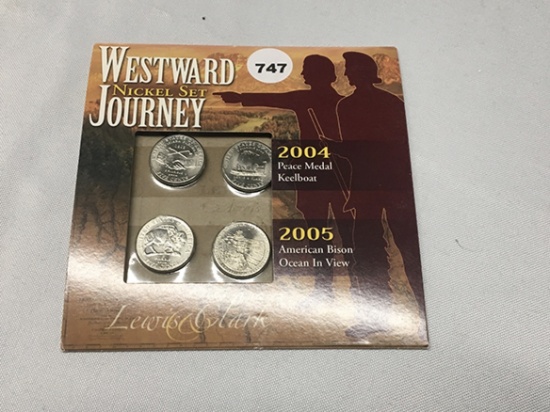 WESTWARD
NICKEL SET
JOURNEY
747
2004
Peace Medal
Keelboat
2005
American Bison
Ocean In View
Lewis & Clark